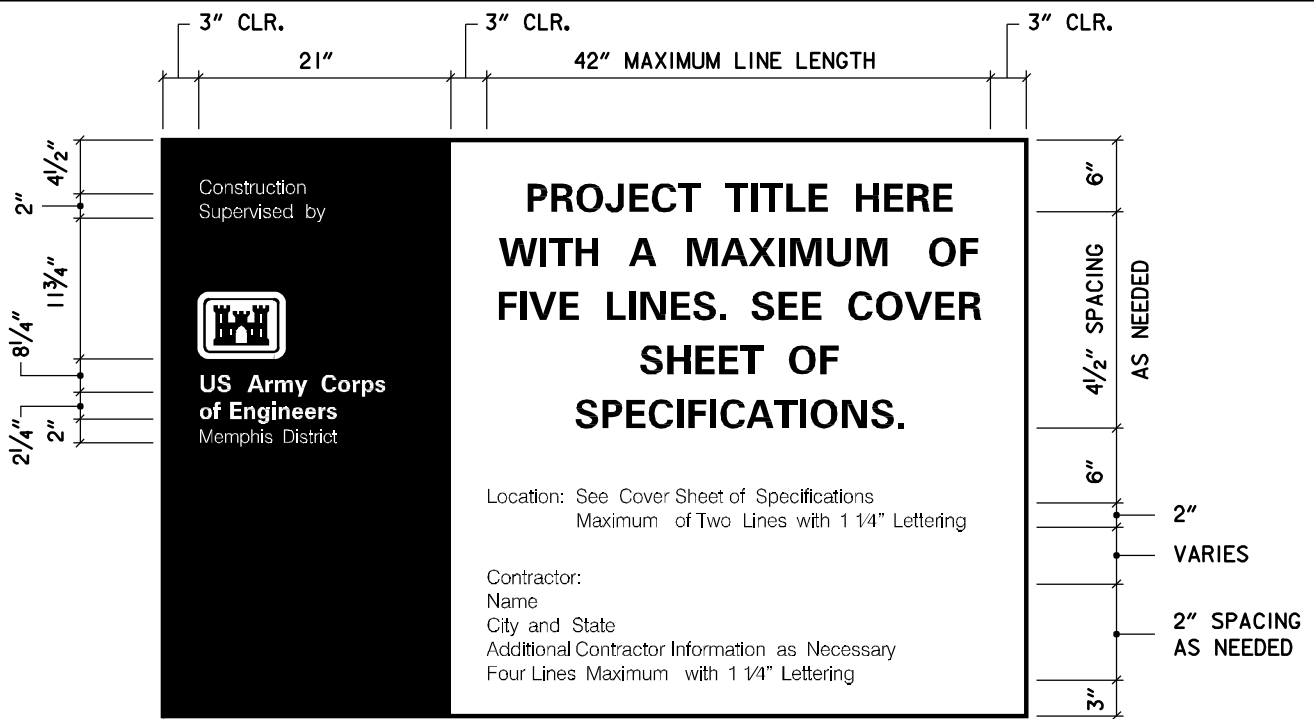 3" CLR.
3" CLR.
3" CLR.
21"
42" MAXIMUM LINE LENGTH
4½"
2"
11¾"
8¼"
2¼"
2"
Construction
Supervised by
US Army Corps
of Engineers
Memphis District
PROJECT TITLE HERE
WITH A MAXIMUM OF
FIVE LINES. SEE COVER
SHEET OF
SPECIFICATIONS.
Location: See Cover Sheet of Specifications
Maximum of Two Lines with 1 1/4" Lettering
Contractor:
Name
City and State
Additional Contractor Information as Necessary
Four Lines Maximum with 1 1/4" Lettering
6"
4½" SPACING
AS NEEDED
6"
2"
VARIES
2" SPACING
AS NEEDED
3"